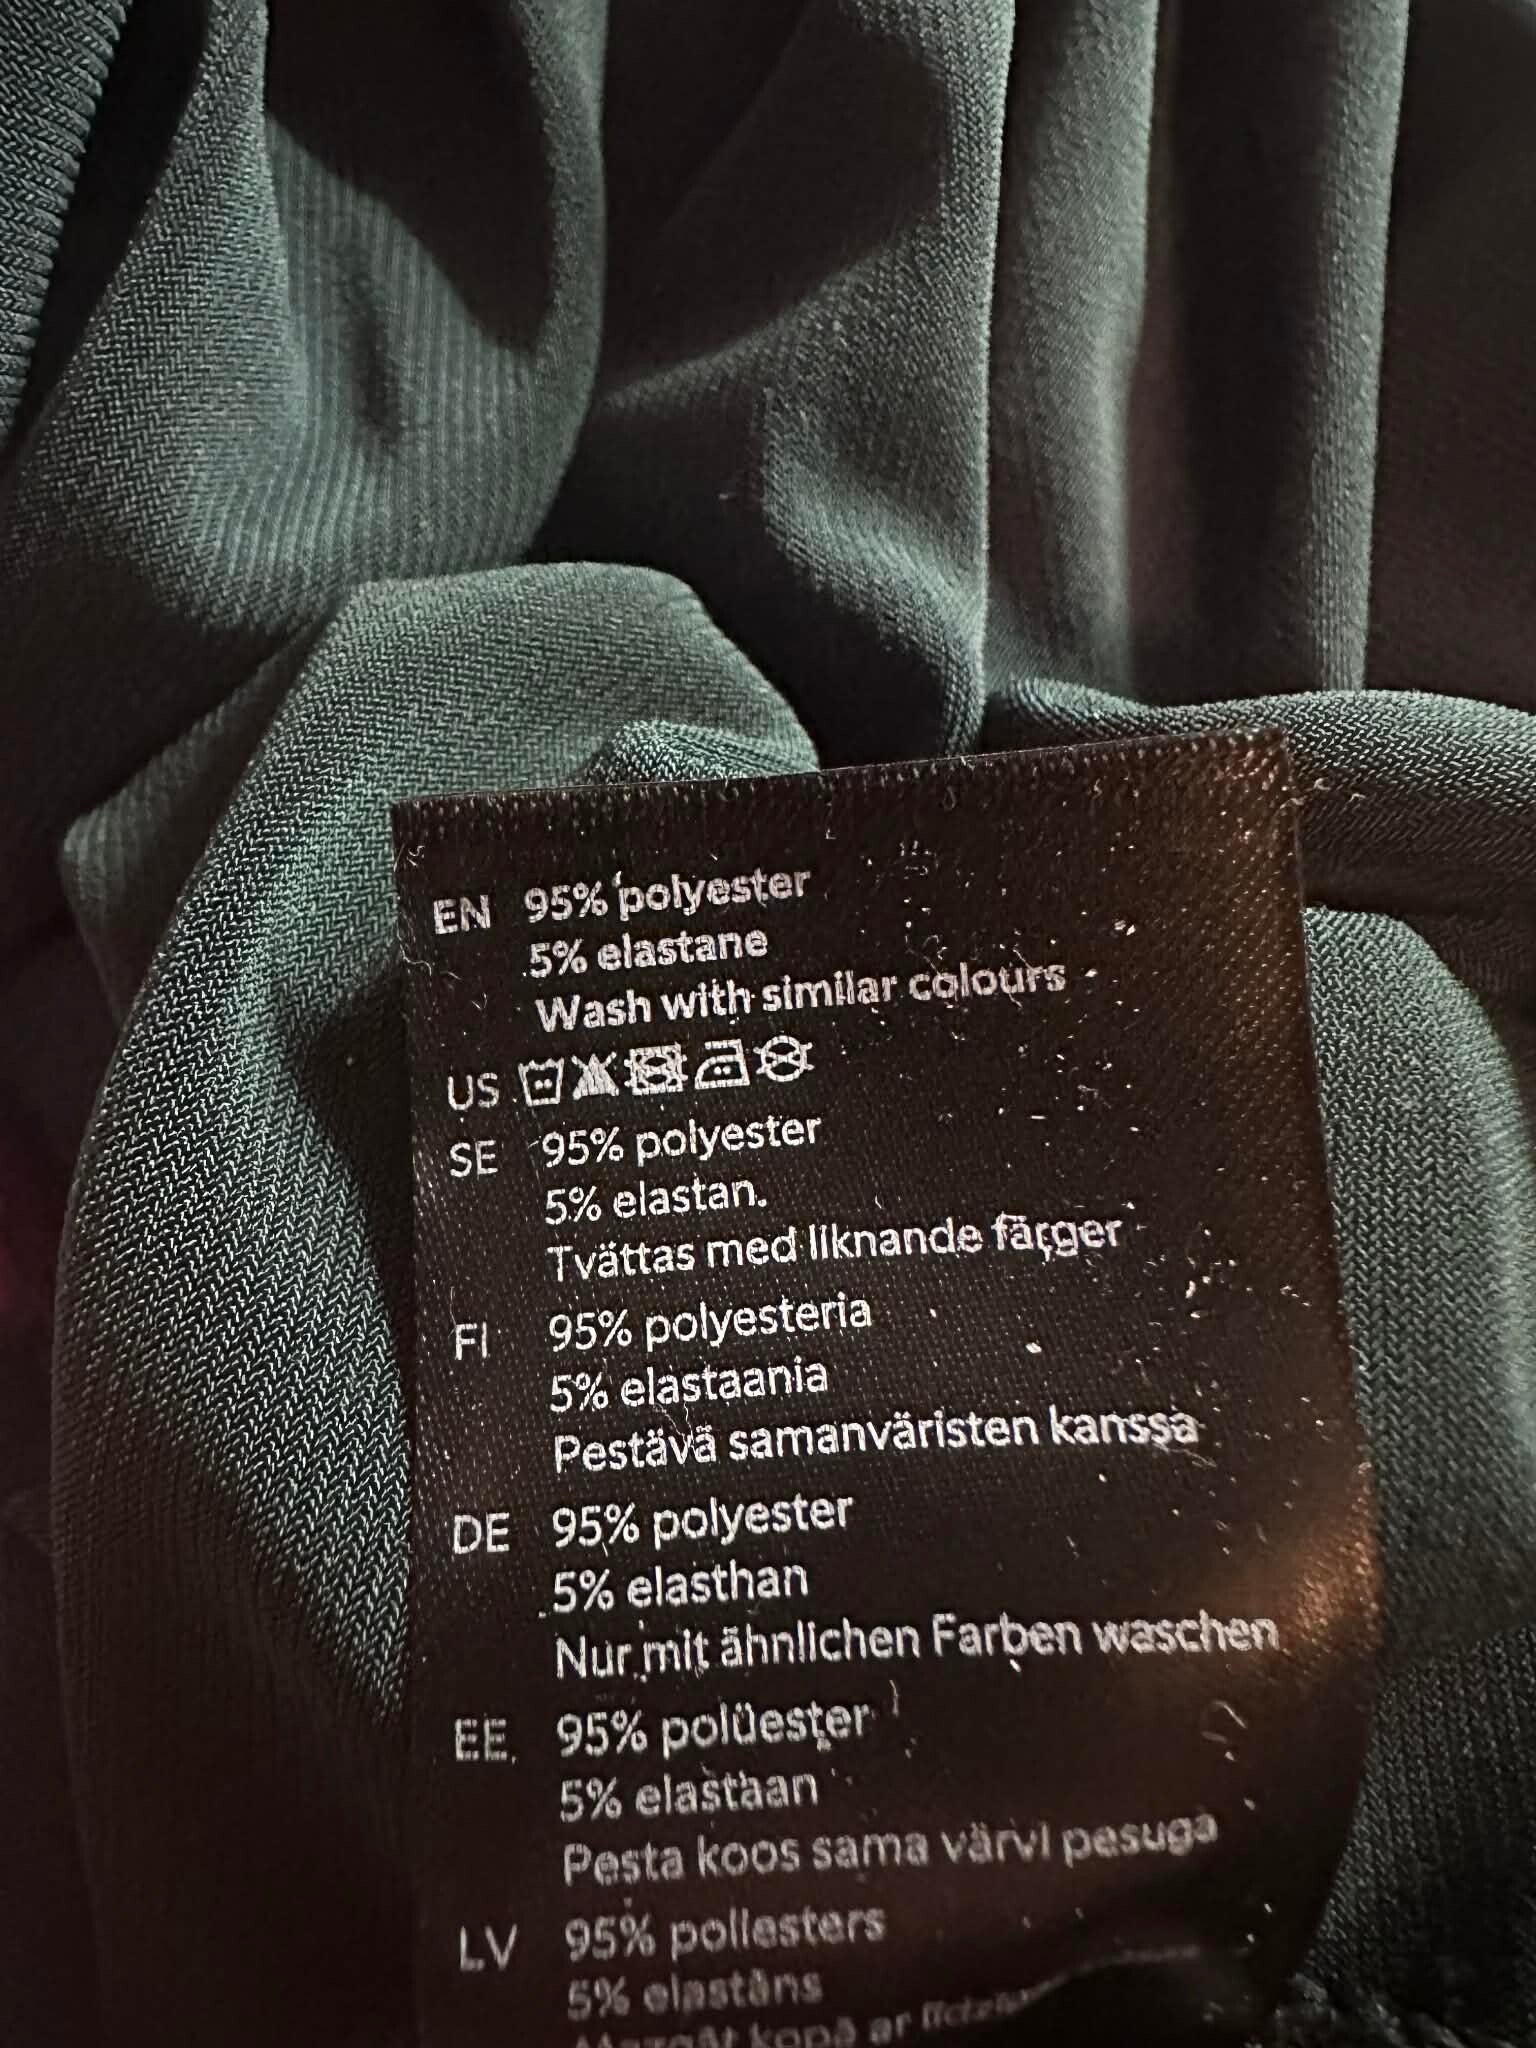 EN 95% polyester
5% elastane
Wash with similar colours
US
SE 95% polyester
5% elastan.
Tvättas med liknande färger
FI 95% polyesteria
5% elastaania
Pestävä samanväristen kanssa
DE 95% polyester
5% elasthan
Nur mit ähnlichen Farben waschen
EE 95% polüester
5% elastaan
Pesta koos sama värvi pesuga
LV 95% poliesters
5% elastāns
kopā ar